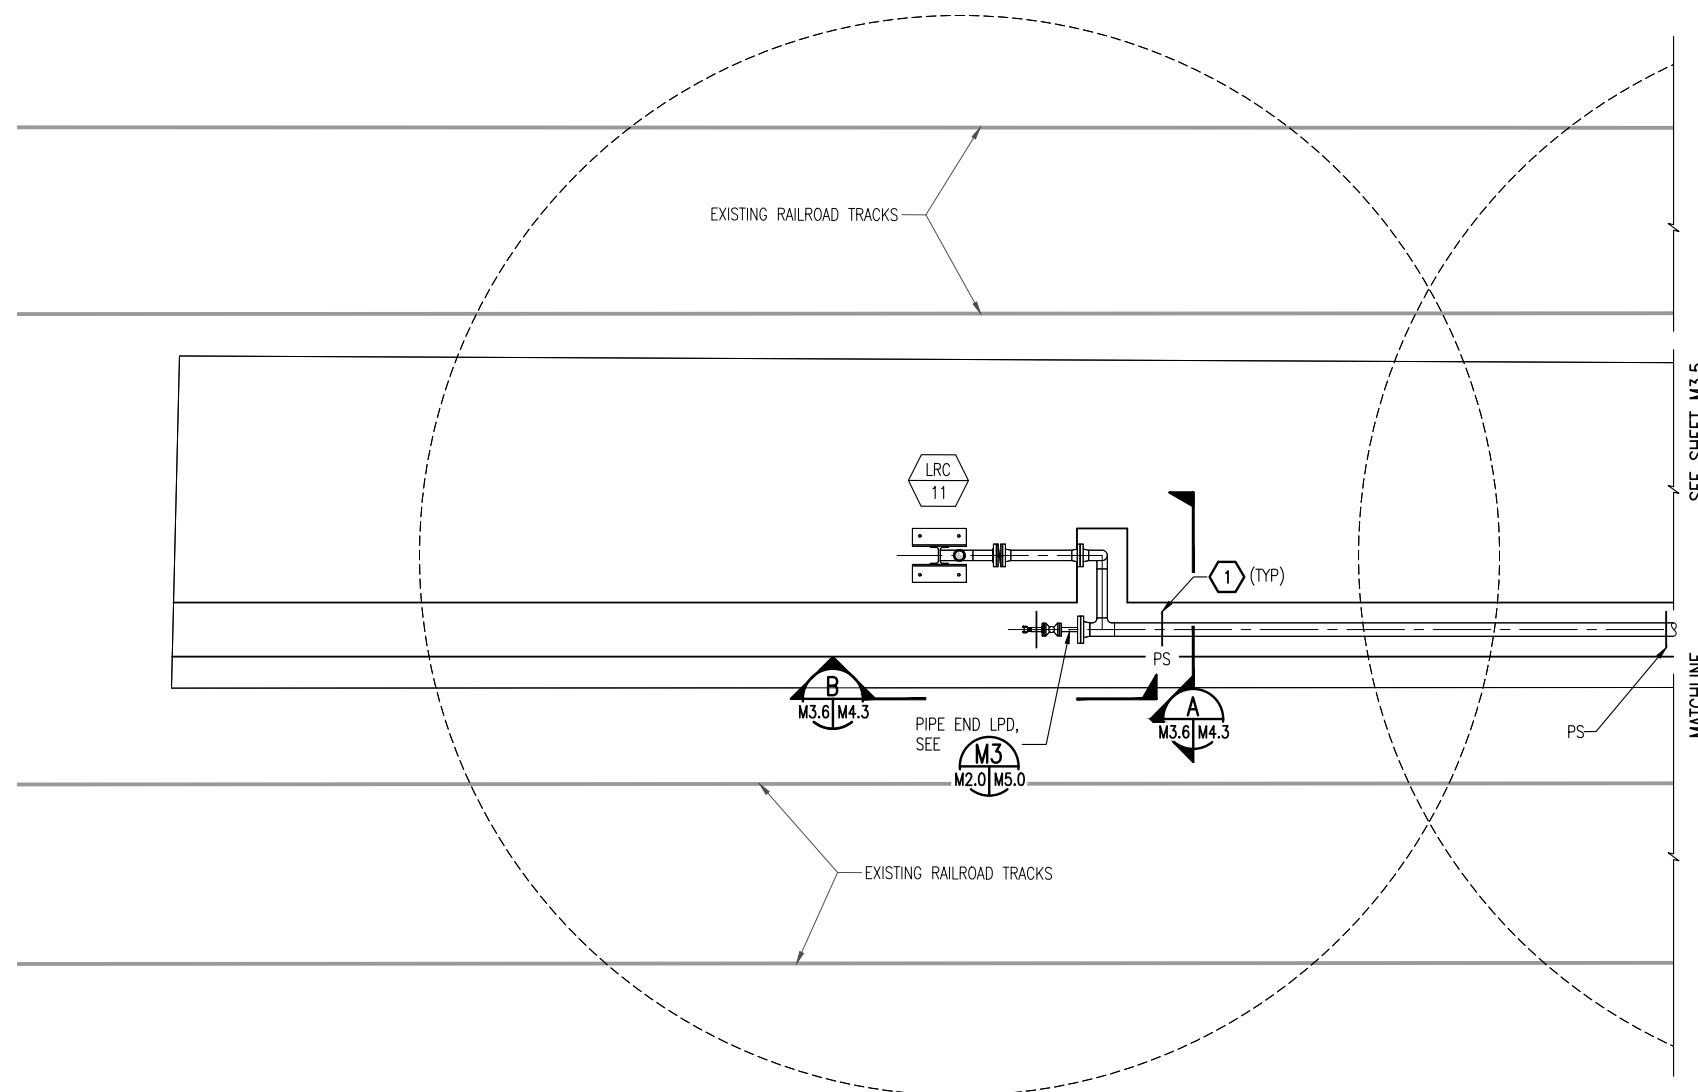 EXISTING RAILROAD TRACKS
SEE SHEET M3.5
LRC
11
1 (TYP)
PS
B
M3.6 M4.3
A
M3.6 M4.3
PIPE END LPD,
SEE
M3
M2.0 M5.0
PS
MATCHLINE
EXISTING RAILROAD TRACKS